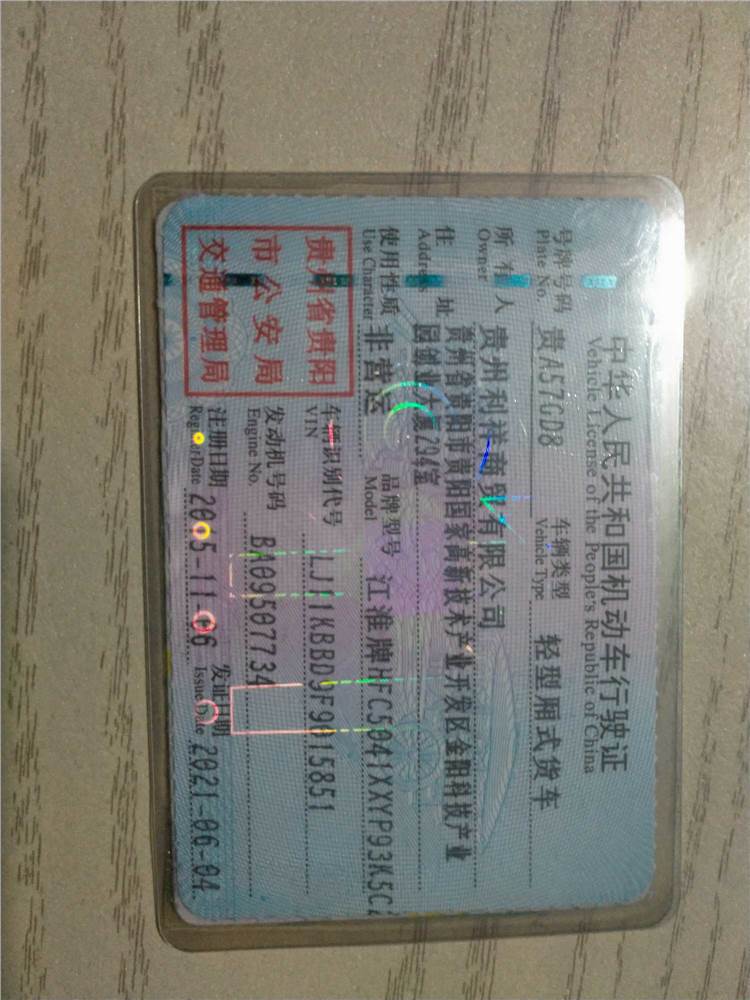 中华人民共和国机动车行驶证
Vehicle License of the People's Republic of China
号牌号码 贵A57GD8 车辆类型 轻型厢式货车
Plate No. Vehicle Type
所有人 贵州利祥商贸有限公司
Owner
住址 贵州省贵阳市贵阳国家高新技术产业开发区金阳科技产业
Address 园创业大厦294室
使用性质 非营运 品牌型号 江淮牌HFC5041XXYP93K5C2
Use Character Model
贵州省贵阳
市公安局
交通管理局
车辆识别代号 LJ11KBBD9F9015851
VIN
发动机号码 BA09507734
Engine No.
注册日期 2015-11-06 发证日期 2021-06-04
Register Date Issue Date